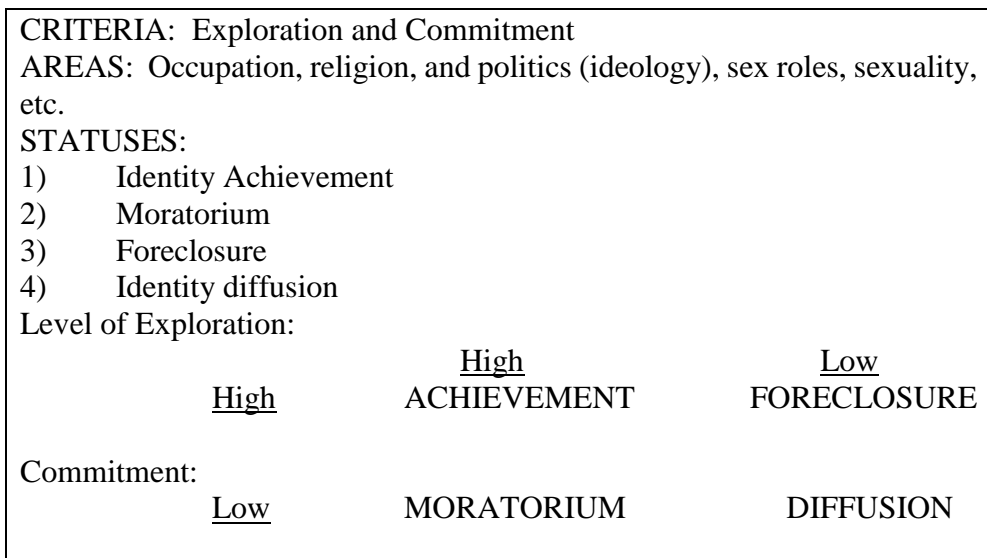 CRITERIA: Exploration and Commitment
AREAS: Occupation, religion, and politics (ideology), sex roles, sexuality,
etc.
STATUSES:
1) Identity Achievement
2) Moratorium
3) Foreclosure
4) Identity diffusion
Level of Exploration:
High Low
High ACHIEVEMENT FORECLOSURE
Commitment:
Low MORATORIUM DIFFUSION